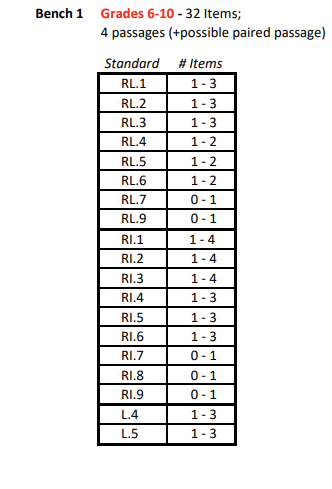 Bench 1 Grades 6-10 - 32 Items;
4 passages (+possible paired passage)
Standard # Items
RL.1 1 - 3
RL.2 1 - 3
RL.3 1 - 3
RL.4 1 - 2
RL.5 1 - 2
RL.6 1 - 2
RL.7 0 - 1
RL.9 0 - 1
RI.1 1 - 4
RI.2 1 - 4
RI.3 1 - 4
RI.4 1 - 3
RI.5 1 - 3
RI.6 1 - 3
RI.7 0 - 1
RI.8 0 - 1
RI.9 0 - 1
L.4 1 - 3
L.5 1 - 3